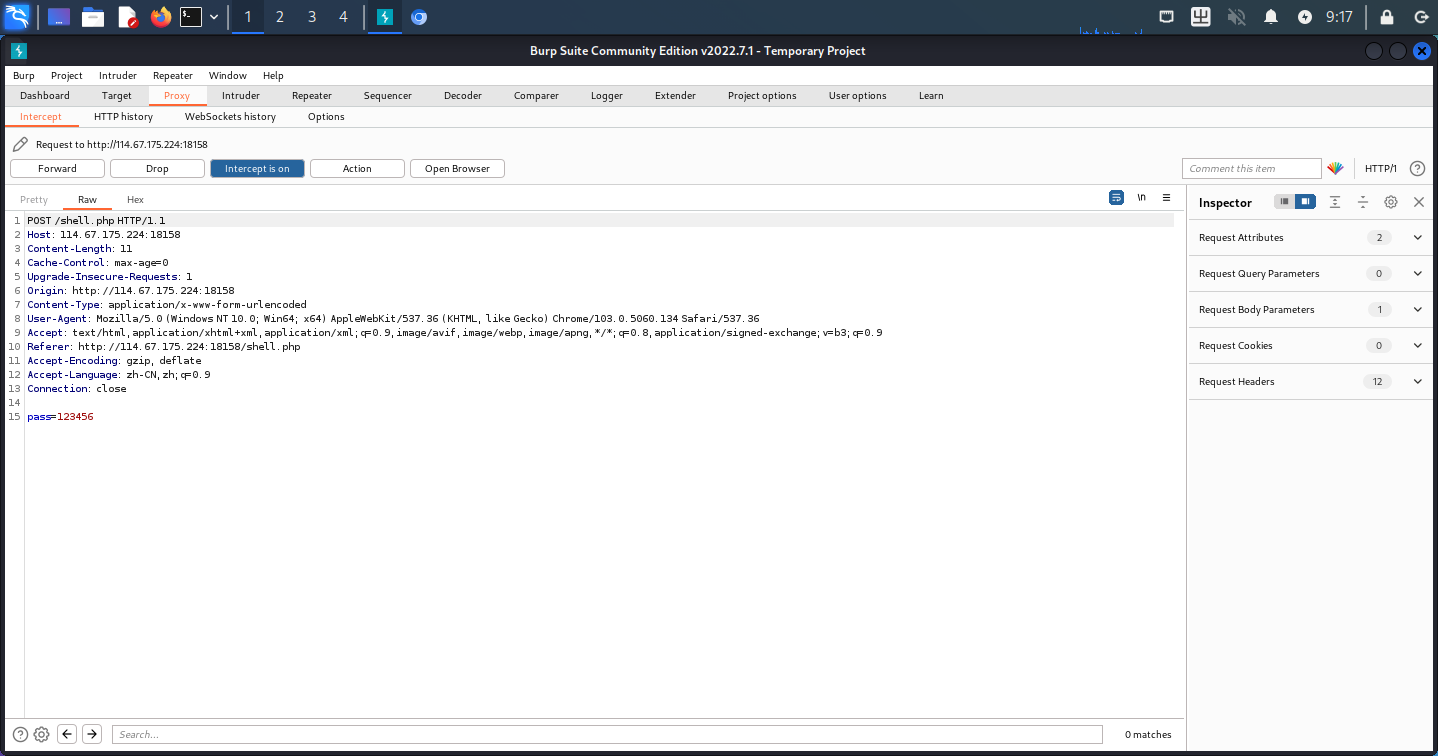 1 2 3 4 9:17
Burp Suite Community Edition v2022.7.1 - Temporary Project
Burp Project Intruder Repeater Window Help
Dashboard Target Proxy Intruder Repeater Sequencer Decoder Comparer Logger Extender Project options User options Learn
Intercept HTTP history WebSockets history Options
Request to http://114.67.175.224:18158
Forward Drop Intercept is on Action Open Browser Comment this item HTTP/1 ?
Pretty Raw Hex \n
Inspector
1 POST /shell.php HTTP/1.1
2 Host: 114.67.175.224:18158
3 Content-Length: 11
4 Cache-Control: max-age=0
5 Upgrade-Insecure-Requests: 1
6 Origin: http://114.67.175.224:18158
7 Content-Type: application/x-www-form-urlencoded
8 User-Agent: Mozilla/5.0 (Windows NT 10.0; Win64; x64) AppleWebKit/537.36 (KHTML, like Gecko) Chrome/103.0.5060.134 Safari/537.36
9 Accept: text/html,application/xhtml+xml,application/xml;q=0.9,image/avif,image/webp,image/apng,*/*;q=0.8,application/signed-exchange;v=b3;q=0.9
10 Referer: http://114.67.175.224:18158/shell.php
11 Accept-Encoding: gzip, deflate
12 Accept-Language: zh-CN,zh;q=0.9
13 Connection: close
14
15 pass=123456
Request Attributes 2
Request Query Parameters 0
Request Body Parameters 1
Request Cookies 0
Request Headers 12
? Search... 0 matches